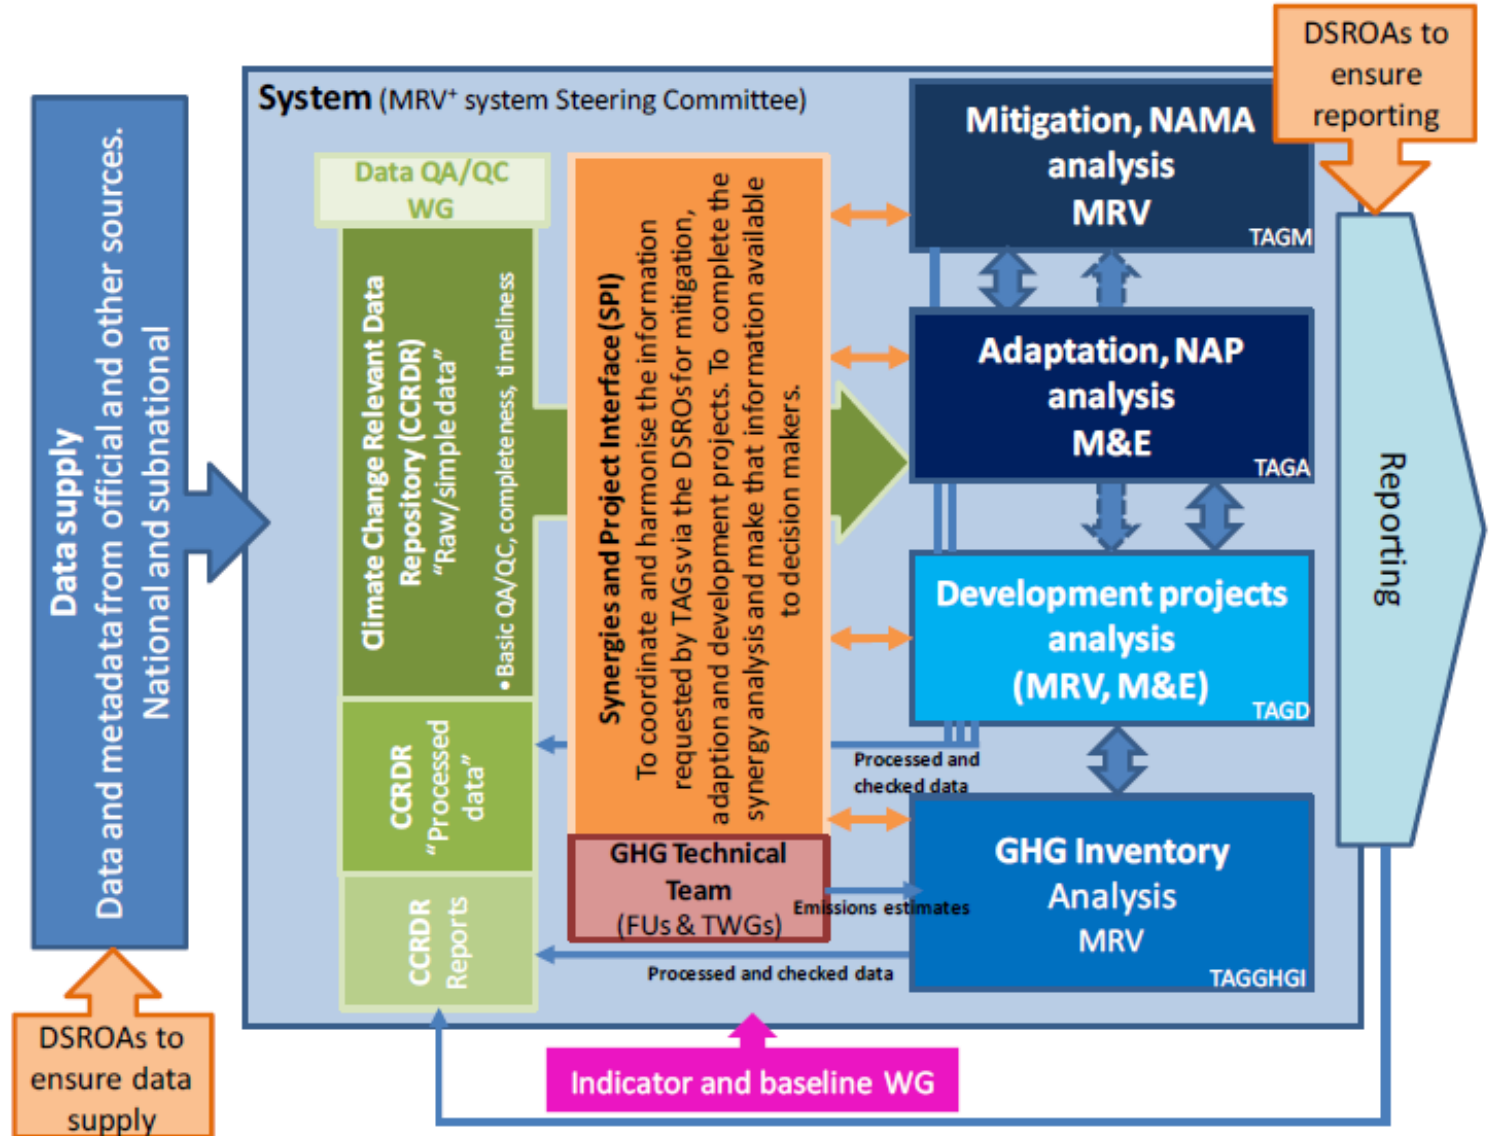 DSROAs to
ensure
reporting
System (MRV+ system Steering Committee)
Data supply
Data and metadata from official and other sources.
National and subnational
DSROAs to
ensure data
supply
Data QA/QC
WG
Climate Change Relevant Data
Repository (CCRDR)
“Raw/simple data”
• Basic QA/QC, completeness, timeliness
CCRDR
“Processed
data”
CCRDR
Reports
Synergies and Project Interface (SPI)
To coordinate and harmonise the information
requested by TAGs via the DSROs for mitigation,
adaption and development projects. To complete the
synergy analysis and make that information available
to decision makers.
GHG Technical
Team
(FUs & TWGs)
Mitigation, NAMA
analysis
MRV
TAGM
Adaptation, NAP
analysis
M&E
TAGA
Development projects
analysis
(MRV, M&E)
TAGD
Processed and
checked data
GHG Inventory
Analysis
MRV
TAGGHGI
Emissions estimates
Processed and checked data
Reporting
Indicator and baseline WG